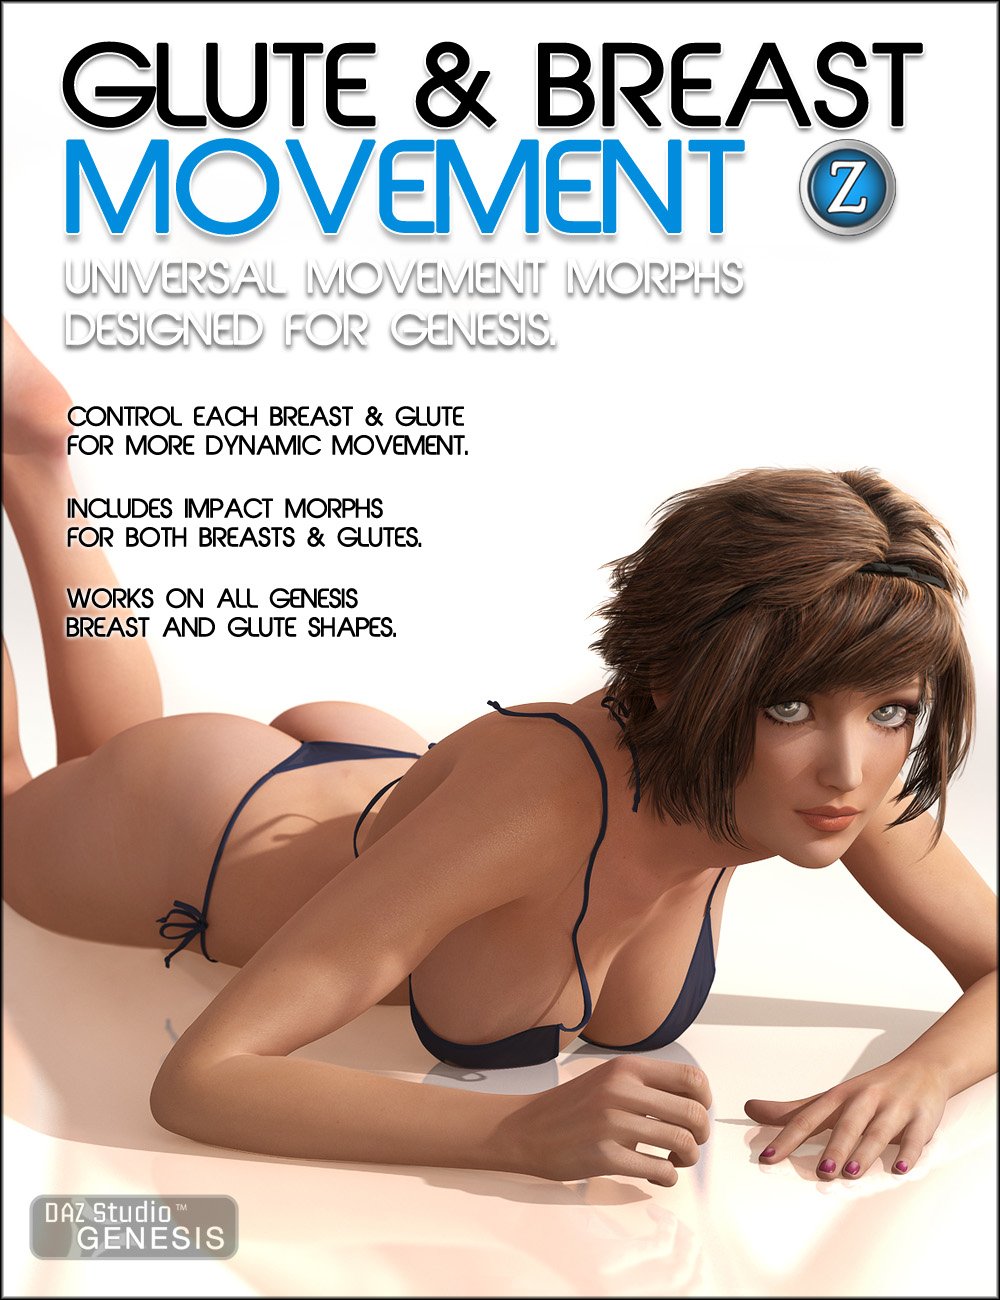 GLUTE & BREAST
MOVEMENT
Z
UNIVERSAL MOVEMENT MORPHS
DESIGNED FOR GENESIS.
CONTROL EACH BREAST & GLUTE
FOR MORE DYNAMIC MOVEMENT.
INCLUDES IMPACT MORPHS
FOR BOTH BREASTS & GLUTES.
WORKS ON ALL GENESIS
BREAST AND GLUTE SHAPES.
DAZ Studio™
GENESIS